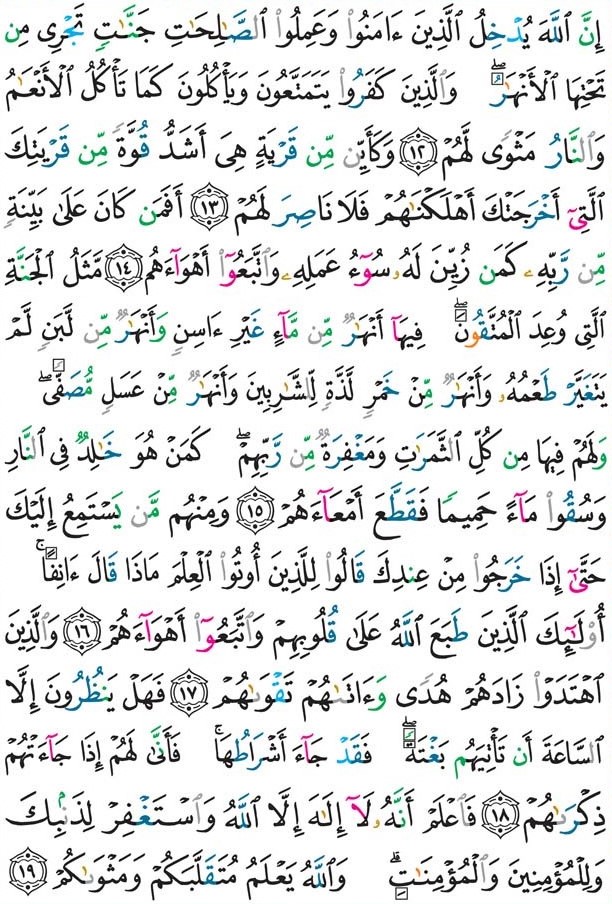 إِنَّ ٱللَّهَ يُدْخِلُ ٱلَّذِينَ ءَامَنُوا۟ وَعَمِلُوا۟ ٱلصَّـٰلِحَـٰتِ جَنَّـٰتٍ تَجْرِى مِن
تَحْتِهَا ٱلْأَنْهَـٰرُ ۖ وَٱلَّذِينَ كَفَرُوا۟ يَتَمَتَّعُونَ وَيَأْكُلُونَ كَمَا تَأْكُلُ ٱلْأَنْعَـٰمُ
وَٱلنَّارُ مَثْوًى لَّهُمْ ١٢ وَكَأَيِّن مِّن قَرْيَةٍ هِىَ أَشَدُّ قُوَّةً مِّن قَرْيَتِكَ
ٱلَّتِىٓ أَخْرَجَتْكَ أَهْلَكْنَـٰهُمْ فَلَا نَاصِرَ لَهُمْ ١٣ أَفَمَن كَانَ عَلَىٰ بَيِّنَةٍ
مِّن رَّبِّهِۦ كَمَن زُيِّنَ لَهُۥ سُوٓءُ عَمَلِهِۦ وَٱتَّبَعُوٓا۟ أَهْوَآءَهُم ١٤ مَّثَلُ ٱلْجَنَّةِ
ٱلَّتِى وُعِدَ ٱلْمُتَّقُونَ ۖ فِيهَآ أَنْهَـٰرٌ مِّن مَّآءٍ غَيْرِ ءَاسِنٍ وَأَنْهَـٰرٌ مِّن لَّبَنٍ لَّمْ
يَتَغَيَّرْ طَعْمُهُۥ وَأَنْهَـٰرٌ مِّنْ خَمْرٍ لَّذَّةٍ لِّلشَّـٰرِبِينَ وَأَنْهَـٰرٌ مِّنْ عَسَلٍ مُّصَفًّى ۖ
وَلَهُمْ فِيهَا مِن كُلِّ ٱلثَّمَرَٰتِ وَمَغْفِرَةٌ مِّن رَّبِّهِمْ ۖ كَمَنْ هُوَ خَـٰلِدٌ فِى ٱلنَّارِ
وَسُقُوا۟ مَآءً حَمِيمًا فَقَطَّعَ أَمْعَآءَهُمْ ١٥ وَمِنْهُم مَّن يَسْتَمِعُ إِلَيْكَ
حَتَّىٰٓ إِذَا خَرَجُوا۟ مِنْ عِندِكَ قَالُوا۟ لِلَّذِينَ أُوتُوا۟ ٱلْعِلْمَ مَاذَا قَالَ ءَانِفًا ۚ
أُو۟لَـٰٓئِكَ ٱلَّذِينَ طَبَعَ ٱللَّهُ عَلَىٰ قُلُوبِهِمْ وَٱتَّبَعُوٓا۟ أَهْوَآءَهُمْ ١٦ وَٱلَّذِينَ
ٱهْتَدَوْا۟ زَادَهُمْ هُدًى وَءَاتَىٰهُمْ تَقْوَىٰهُمْ ١٧ فَهَلْ يَنظُرُونَ إِلَّا
ٱلسَّاعَةَ أَن تَأْتِيَهُم بَغْتَةً ۖ فَقَدْ جَآءَ أَشْرَاطُهَا ۚ فَأَنَّىٰ لَهُمْ إِذَا جَآءَتْهُمْ
ذِكْرَىٰهُمْ ١٨ فَٱعْلَمْ أَنَّهُۥ لَآ إِلَـٰهَ إِلَّا ٱللَّهُ وَٱسْتَغْفِرْ لِذَنۢبِكَ
وَلِلْمُؤْمِنِينَ وَٱلْمُؤْمِنَـٰتِ ۗ وَٱللَّهُ يَعْلَمُ مُتَقَلَّبَكُمْ وَمَثْوَىٰكُمْ ١٩